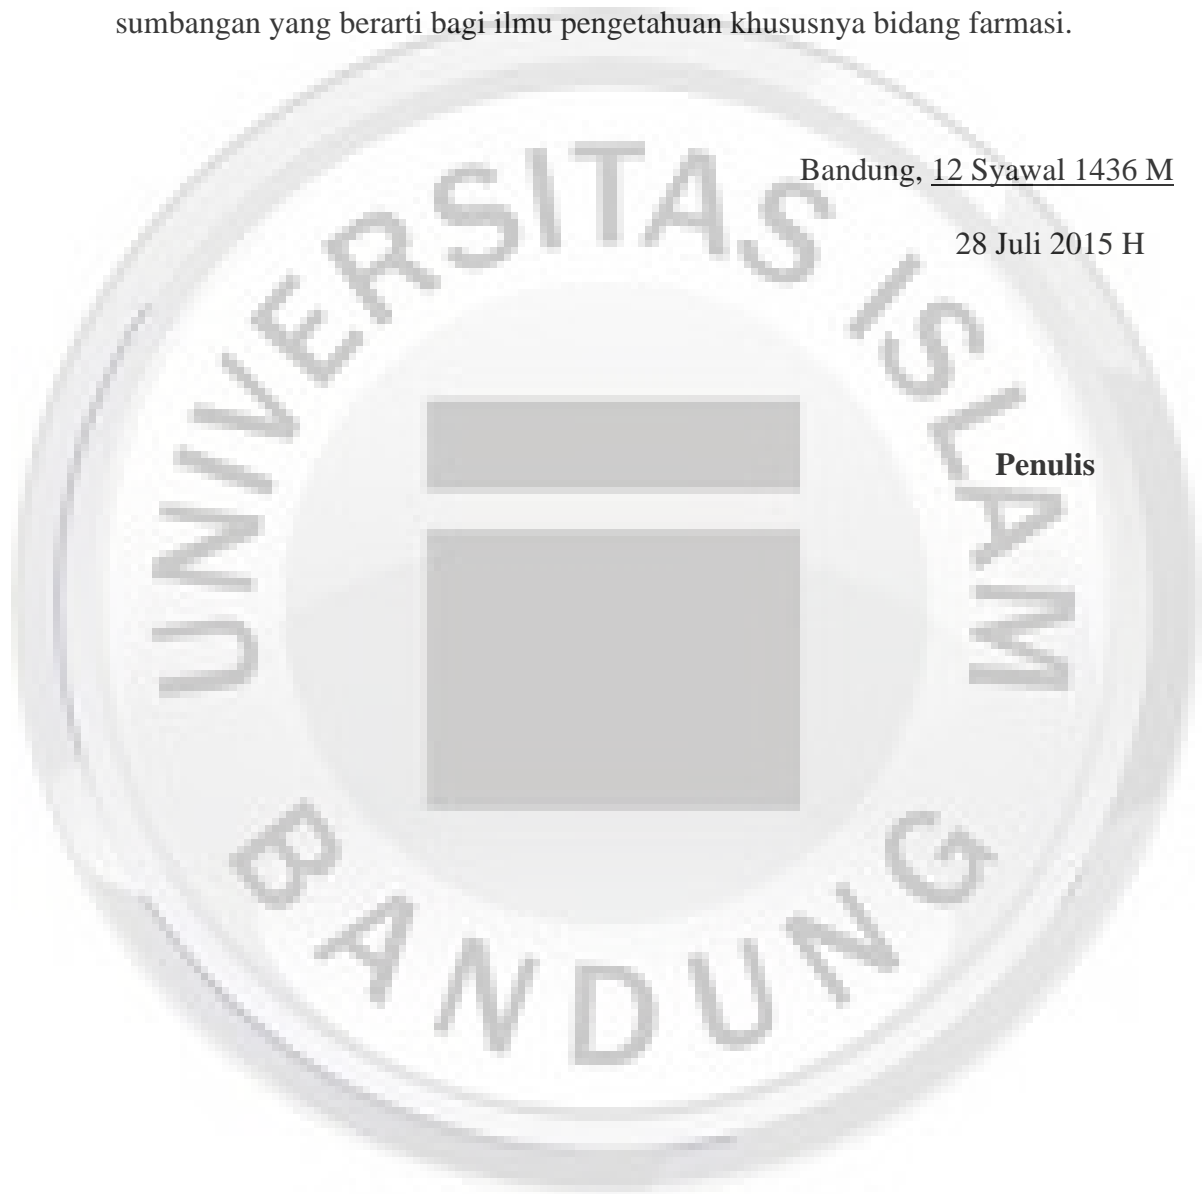 sumbangan yang berarti bagi ilmu pengetahuan khususnya bidang farmasi.
Bandung, 12 Syawal 1436 M
28 Juli 2015 H
Penulis
UNIVERSITAS ISLAM
BANDUNG